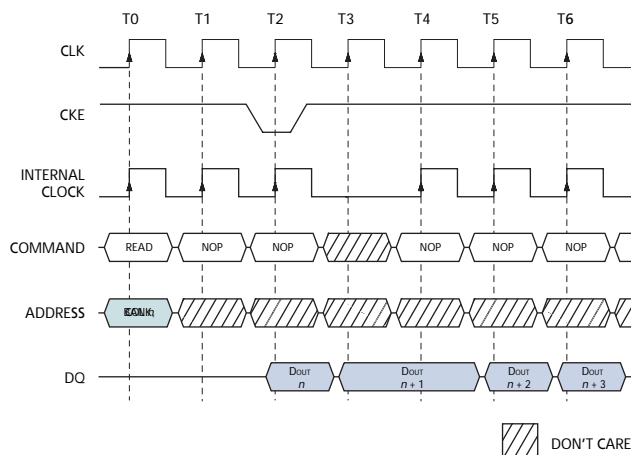 T0 T1 T2 T3 T4 T5 T6
CLK
CKE
INTERNAL
CLOCK
COMMAND READ NOP NOP NOP NOP NOP
ADDRESS
DQ DOUT n DOUT n + 1 DOUT n + 2 DOUT n + 3
DON'T CARE